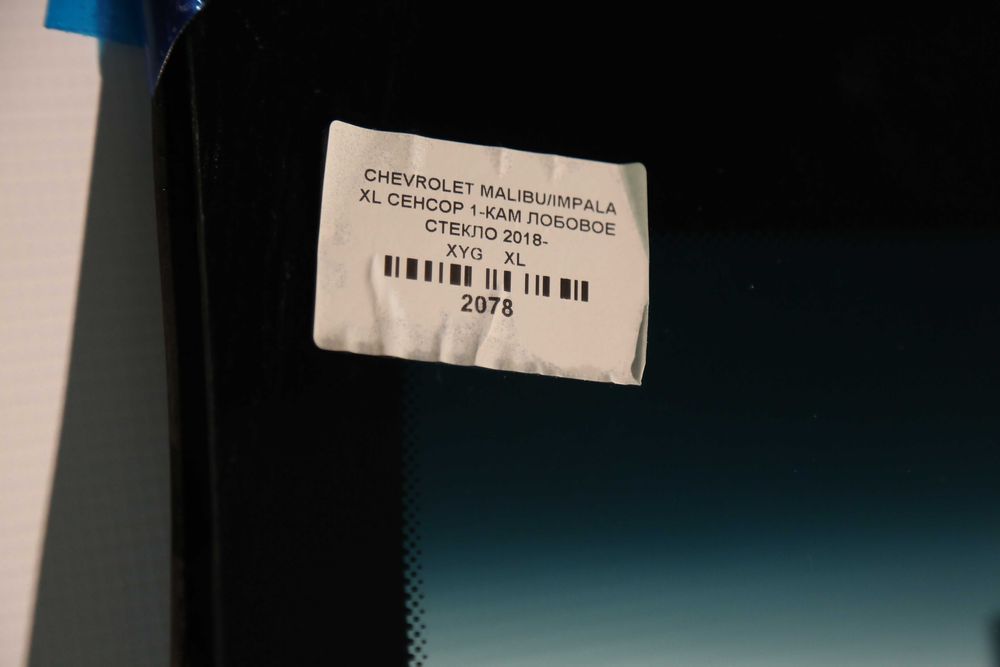 CHEVROLET MALIBU/IMPALA
XL СЕНСОР 1-КАМ ЛОБОВОЕ
СТЕКЛО 2018-
XYG XL
2078